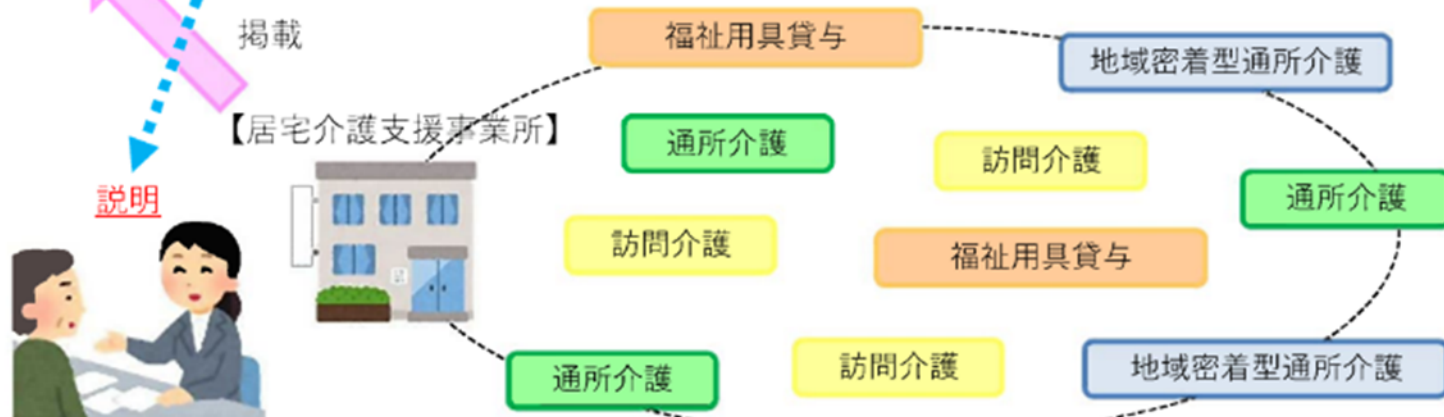 掲載
福祉用具貸与
地域密着型通所介護
【居宅介護支援事業所】
通所介護
訪問介護
説明
通所介護
訪問介護
福祉用具貸与
通所介護
訪問介護
地域密着型通所介護